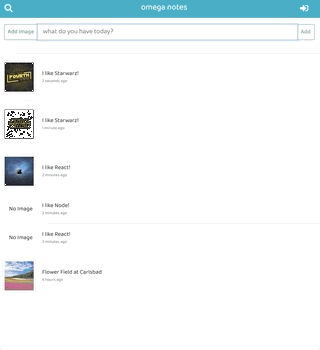 omega notes
Add Image
what do you have today?
Add
FOURTH
I like Starwarz!
2 seconds ago
I like Starwarz!
1 minute ago
I like React!
2 minutes ago
No Image
I like Node!
3 minutes ago
No Image
I like React!
3 minutes ago
Flower Field at Carlsbad
6 hours ago